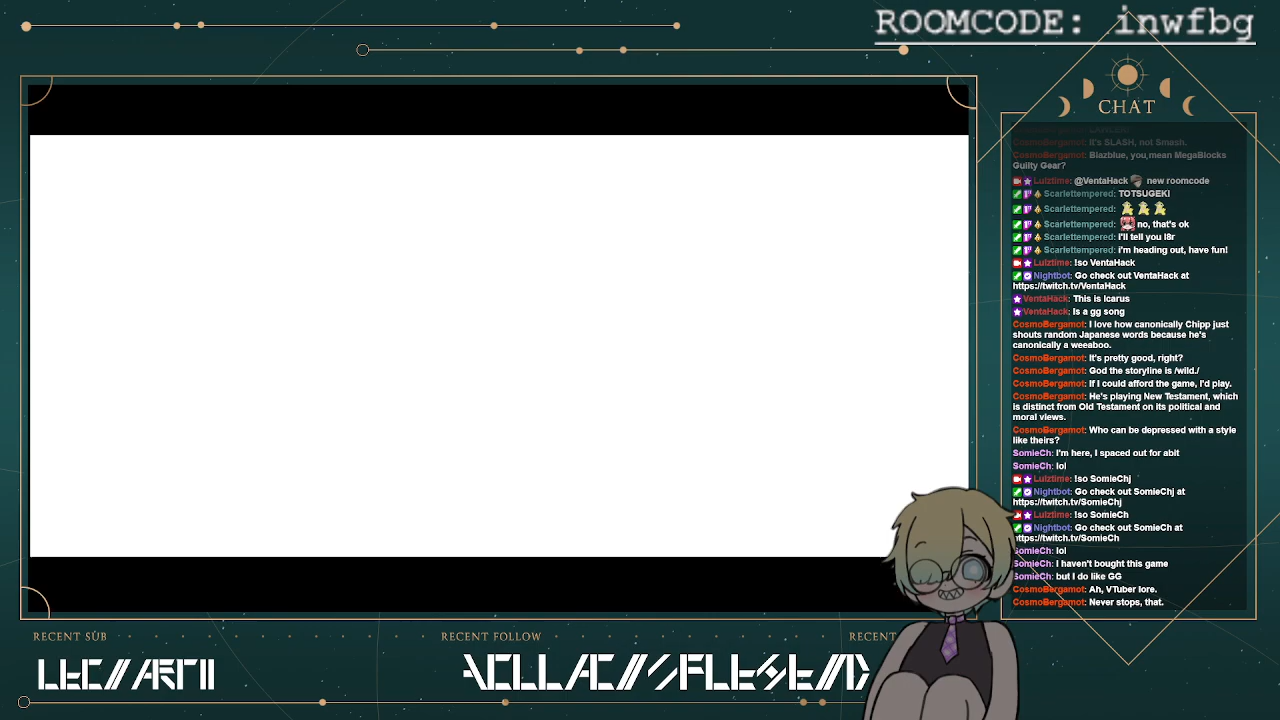 ROOMCODE: inwfbg
CHAT
CosmoBergamot: It's SLASH, not Smash.
CosmoBergamot: Blazblue, you mean MegaBlocks
Guilty Gear?
Lulztime: @VentaHack new roomcode
Scarlettempered: TOTSUGEKI
Scarlettempered:
Scarlettempered: no, that's ok
Scarlettempered: i'll tell you l8r
Scarlettempered: i'm heading out, have fun!
Lulztime: !so VentaHack
Nightbot: Go check out VentaHack at
https://twitch.tv/VentaHack
VentaHack: This is Icarus
VentaHack: Is a gg song
CosmoBergamot: I love how canonically Chipp just
shouts random Japanese words because he's
canonically a weeaboo.
CosmoBergamot: It's pretty good, right?
CosmoBergamot: God the storyline is /wild./
CosmoBergamot: If I could afford the game, I'd play.
CosmoBergamot: He's playing New Testament, which
is distinct from Old Testament on its political and
moral views.
CosmoBergamot: Who can be depressed with a style
like theirs?
SomieCh: I'm here, I spaced out for abit
SomieCh: lol
Lulztime: !so SomieChj
Nightbot: Go check out SomieChj at
https://twitch.tv/SomieChj
Lulztime: !so SomieCh
Nightbot: Go check out SomieCh at
https://twitch.tv/SomieCh
SomieCh: lol
SomieCh: I haven't bought this game
SomieCh: but I do like GG
CosmoBergamot: Ah, VTuber lore.
CosmoBergamot: Never stops, that.
RECENT SUB
RECENT FOLLOW
RECENT